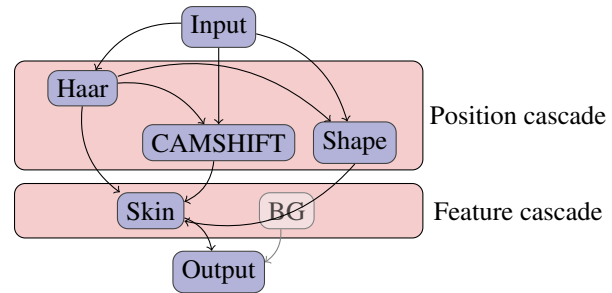 Input
Haar
Position cascade
CAMSHIFT
Shape
Skin
BG
Feature cascade
Output